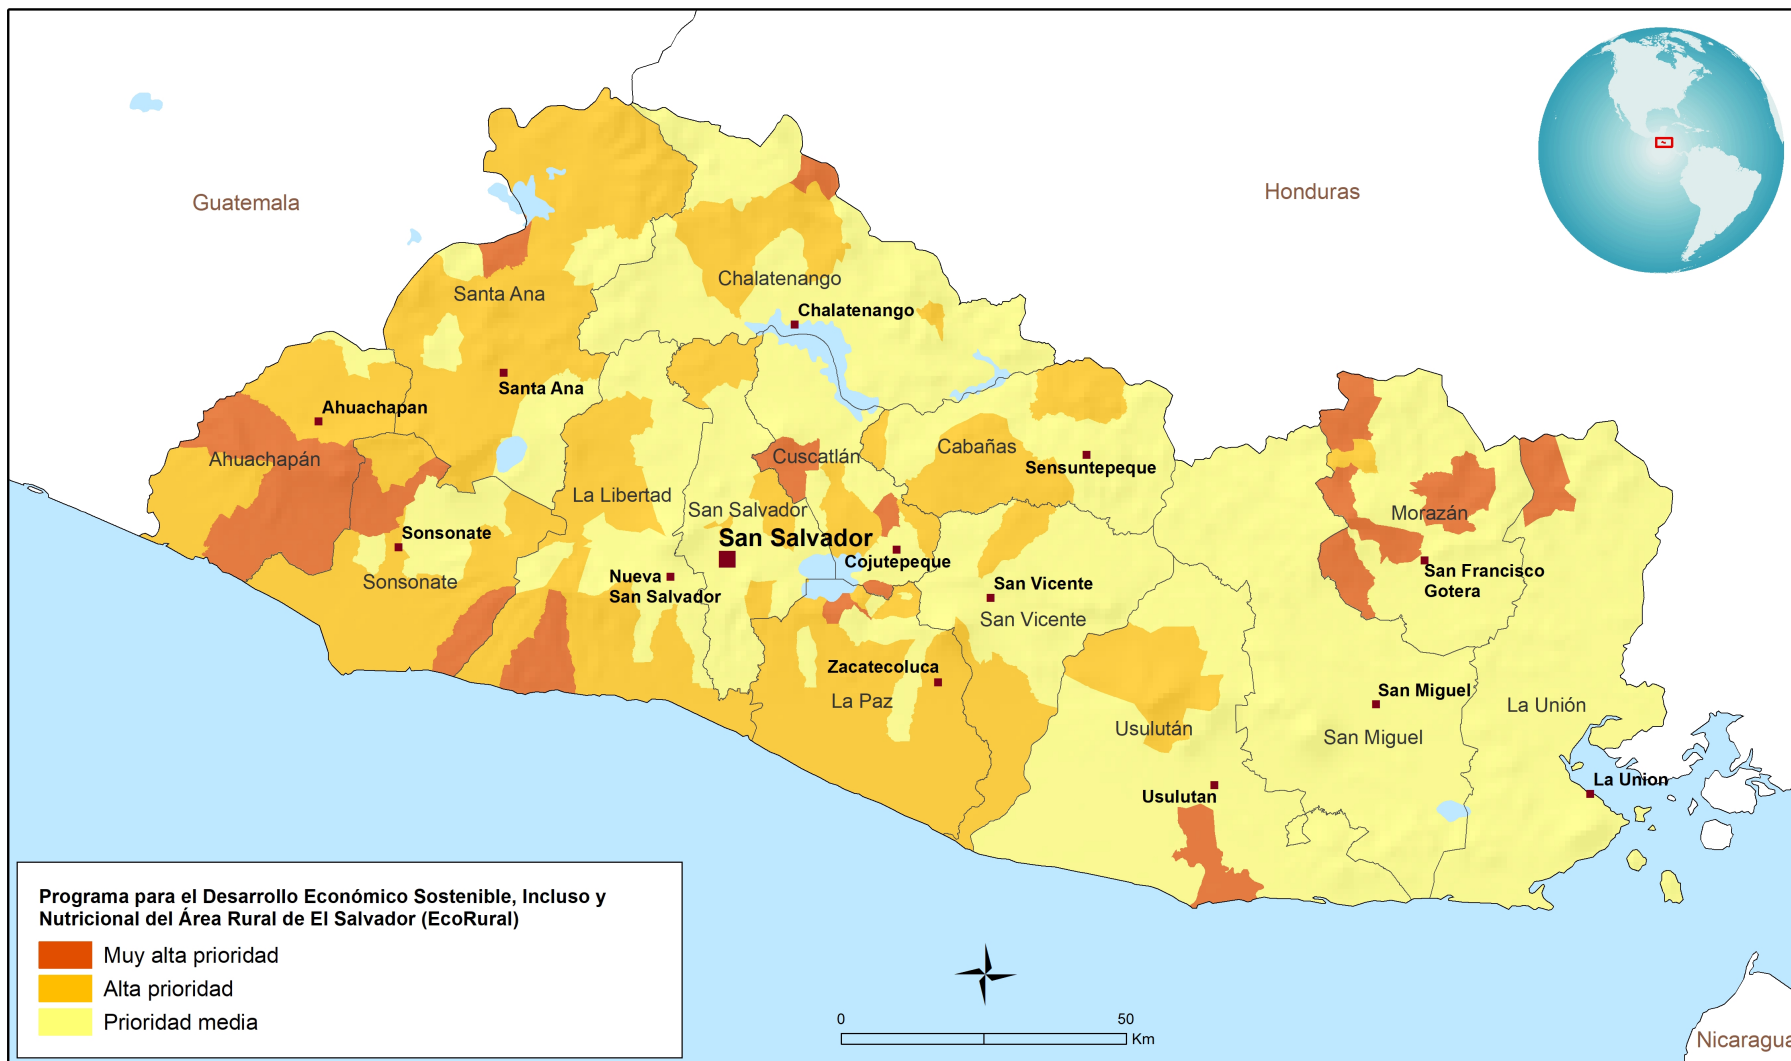 Guatemala
Honduras
Chalatenango
Santa Ana
Chalatenango
Santa Ana
Ahuachapan
Ahuachapán
Cuscatlán
Cabañas
Sensuntepeque
La Libertad
San Salvador
Morazán
Sonsonate
San Salvador
Cojutepeque
Sonsonate
Nueva
San Salvador
San Vicente
San Vicente
San Francisco
Gotera
Zacatecoluca
La Paz
San Miguel
La Unión
Usulután
San Miguel
La Union
Usulutan
Programa para el Desarrollo Económico Sostenible, Incluso y
Nutricional del Área Rural de El Salvador (EcoRural)
Muy alta prioridad
Alta prioridad
Prioridad media
0 50
Km
Nicaragua